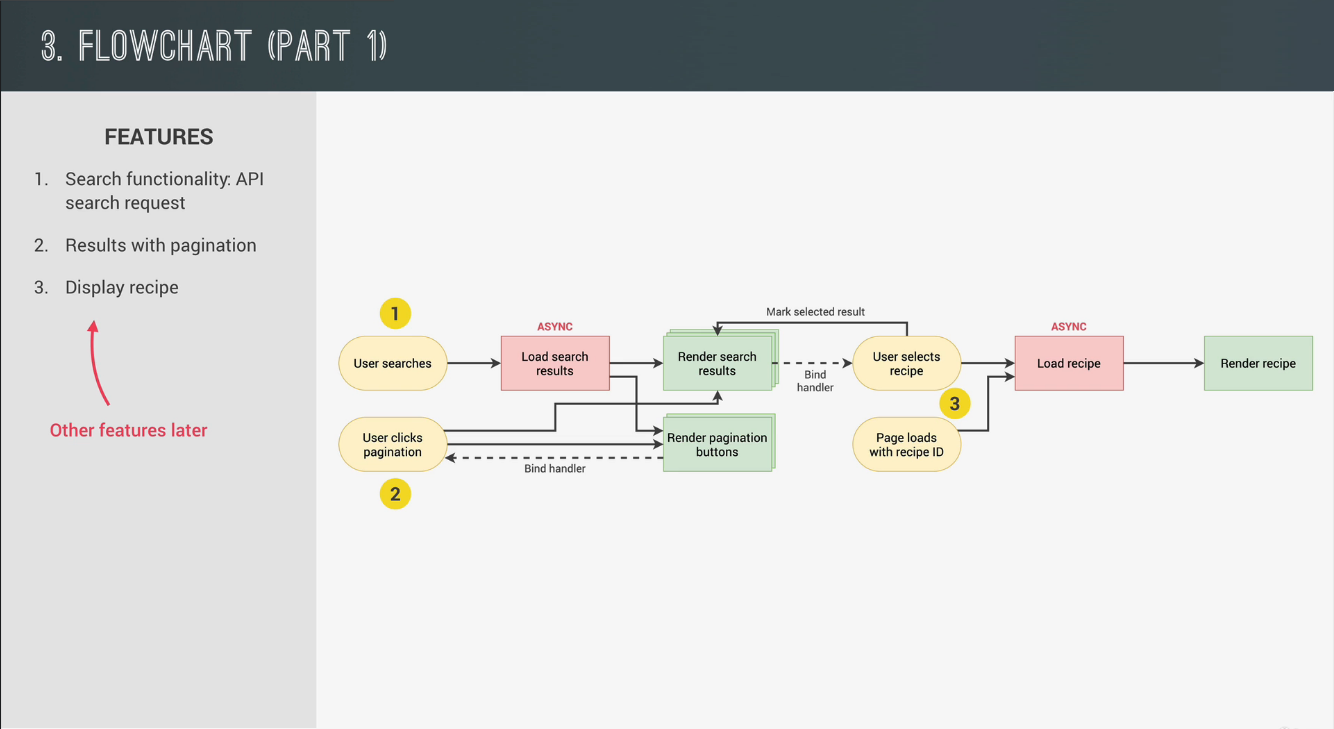 3. FLOWCHART (PART 1)
FEATURES
1. Search functionality: API
search request
2. Results with pagination
3. Display recipe
Other features later
1
Mark selected result
ASYNC
ASYNC
User searches
Load search
results
Render search
results
Bind
handler
User selects
recipe
Load recipe
Render recipe
3
User clicks
pagination
Render pagination
buttons
Page loads
with recipe ID
Bind handler
2